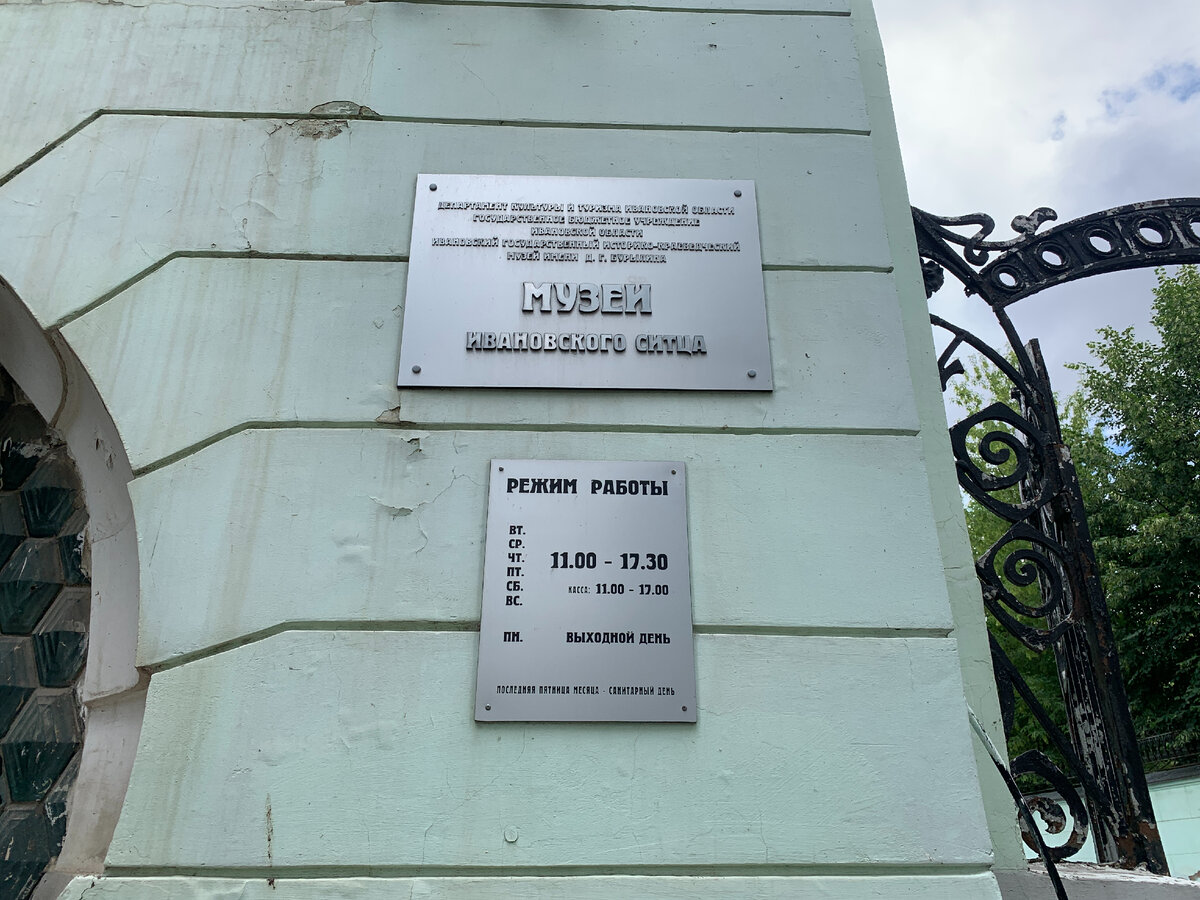 ДЕПАРТАМЕНТ КУЛЬТУРЫ И ТУРИЗМА ИВАНОВСКОЙ ОБЛАСТИ
ГОСУДАРСТВЕННОЕ БЮДЖЕТНОЕ УЧРЕЖДЕНИЕ
ИВАНОВСКОЙ ОБЛАСТИ
ИВАНОВСКИЙ ГОСУДАРСТВЕННЫЙ ИСТОРИКО-КРАЕВЕДЧЕСКИЙ
МУЗЕЙ ИМЕНИ Д. Г. БУРЫЛИНА
МУЗЕЙ
ИВАНОВСКОГО СИТЦА
РЕЖИМ РАБОТЫ
ВТ.
СР.
ЧТ.
ПТ.
СБ.
ВС.
11.00 - 17.30
КАССА: 11.00 - 17.00
ПН. ВЫХОДНОЙ ДЕНЬ
ПОСЛЕДНЯЯ ПЯТНИЦА МЕСЯЦА - САНИТАРНЫЙ ДЕНЬ